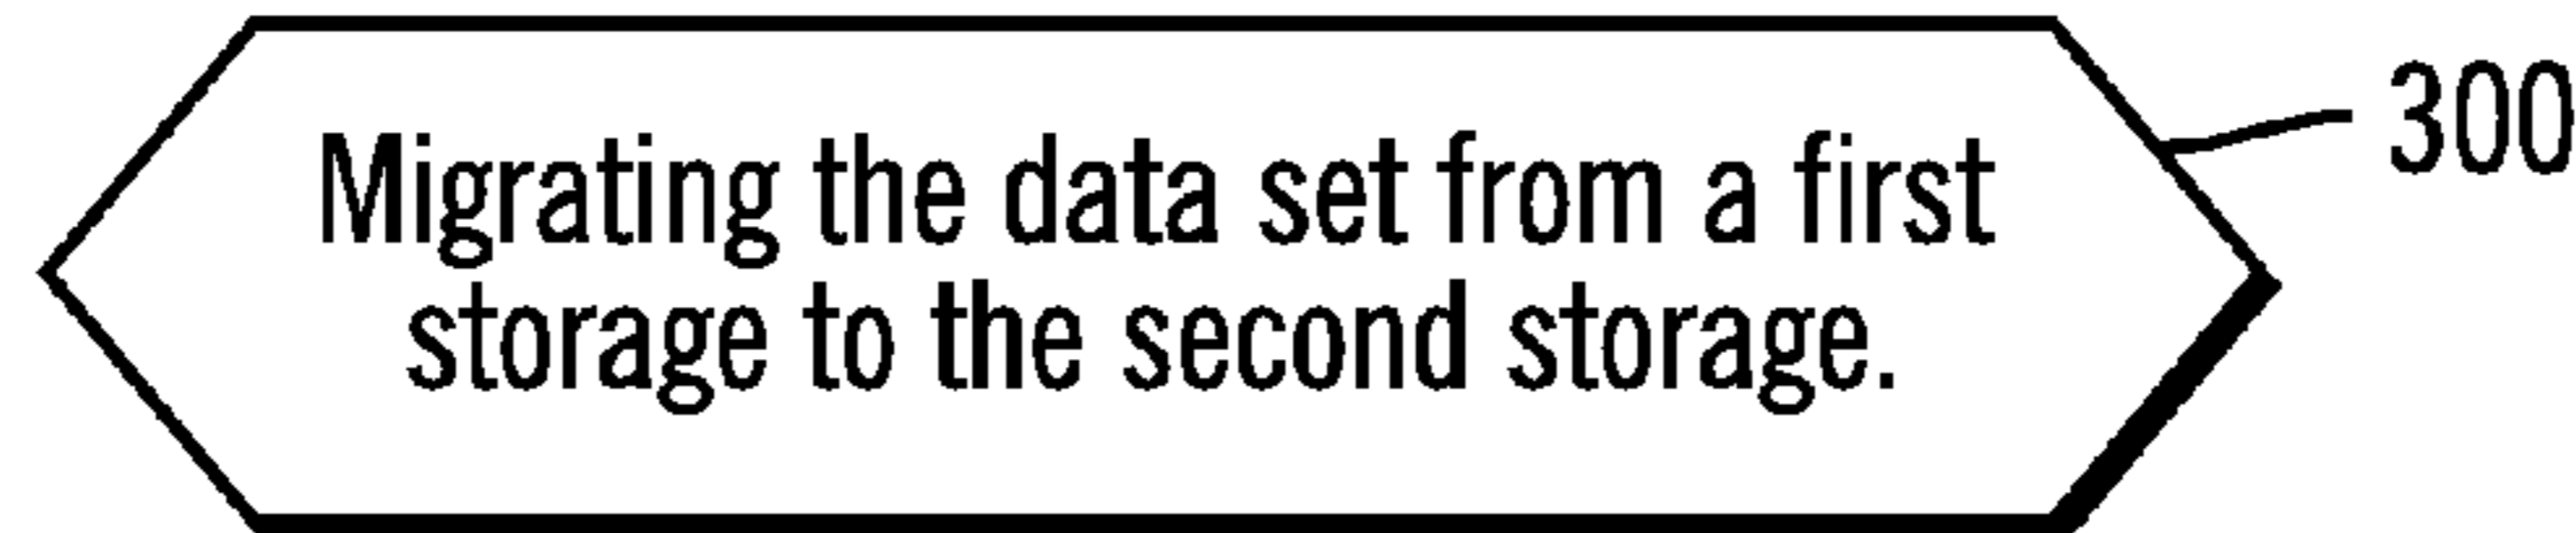 Migrating the data set from a first
storage to the second storage.
300